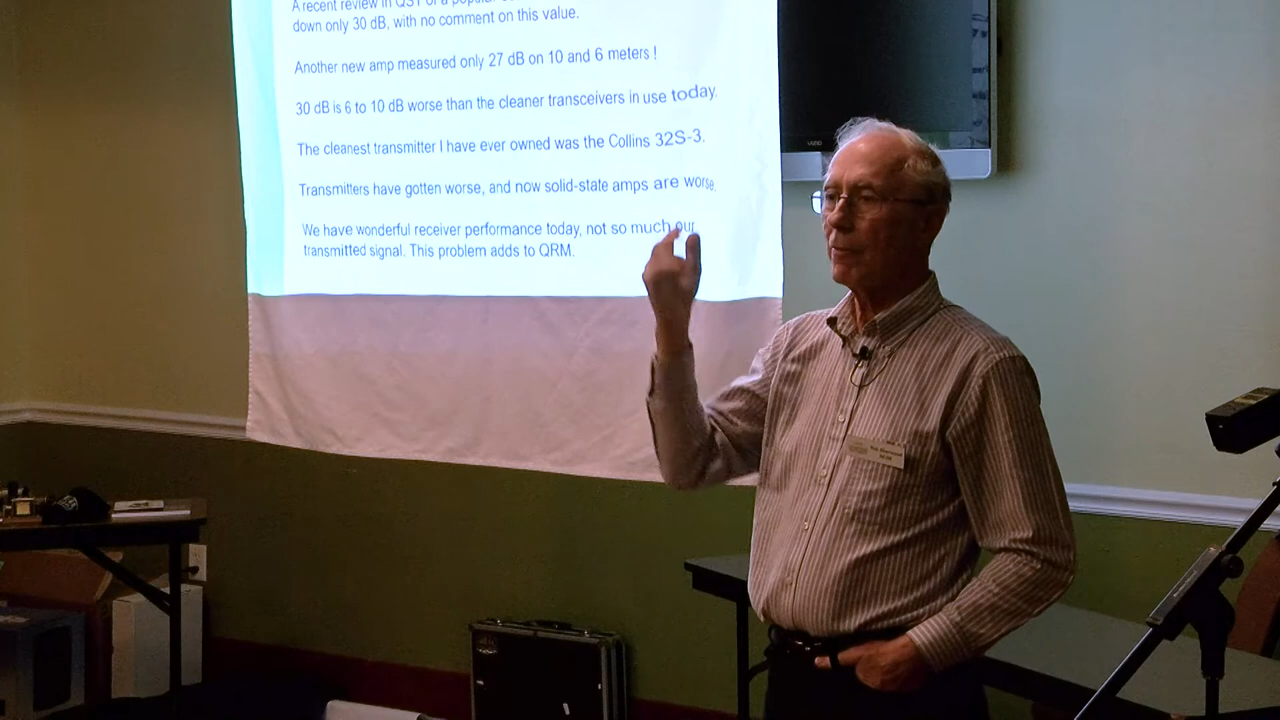 A recent review in QST of a popular
down only 30 dB, with no comment on this value.
Another new amp measured only 27 dB on 10 and 6 meters !
30 dB is 6 to 10 dB worse than the cleaner transceivers in use today.
The cleanest transmitter I have ever owned was the Collins 32S-3.
Transmitters have gotten worse, and now solid-state amps are worse.
We have wonderful receiver performance today, not so much our
transmitted signal. This problem adds to QRM.
VIZIO